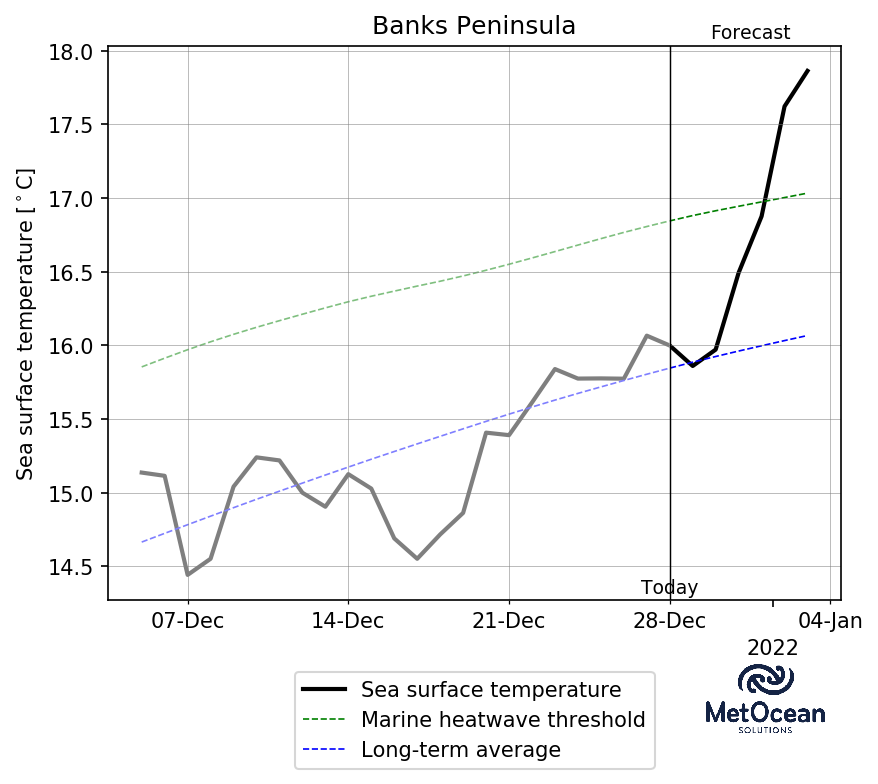 Banks Peninsula
Forecast
Sea surface temperature [°C]
18.0
17.5
17.0
16.5
16.0
15.5
15.0
14.5
Today
07-Dec
14-Dec
21-Dec
28-Dec
04-Jan
2022
Sea surface temperature
Marine heatwave threshold
Long-term average
MetOcean
SOLUTIONS